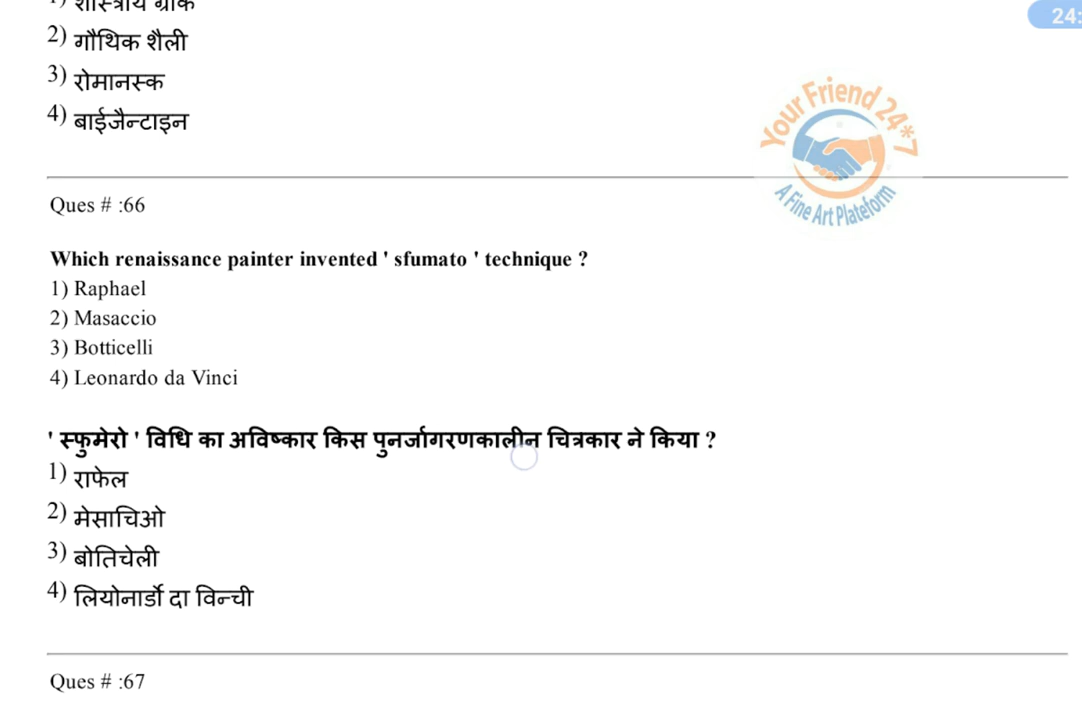 24:
1) शास्त्रीय ग्रीक
2) गौथिक शैली
3) रोमानस्क
4) बाईजैन्टाइन
Your Friend 24*7
A Fine Art Plateform
Ques # :66
Which renaissance painter invented ' sfumato ' technique ?
1) Raphael
2) Masaccio
3) Botticelli
4) Leonardo da Vinci
' स्फुमेरो ' विधि का अविष्कार किस पुनर्जागरणकालीन चित्रकार ने किया ?
1) राफेल
2) मेसाचिओ
3) बोतिचेली
4) लियोनार्डो दा विन्ची
Ques # :67